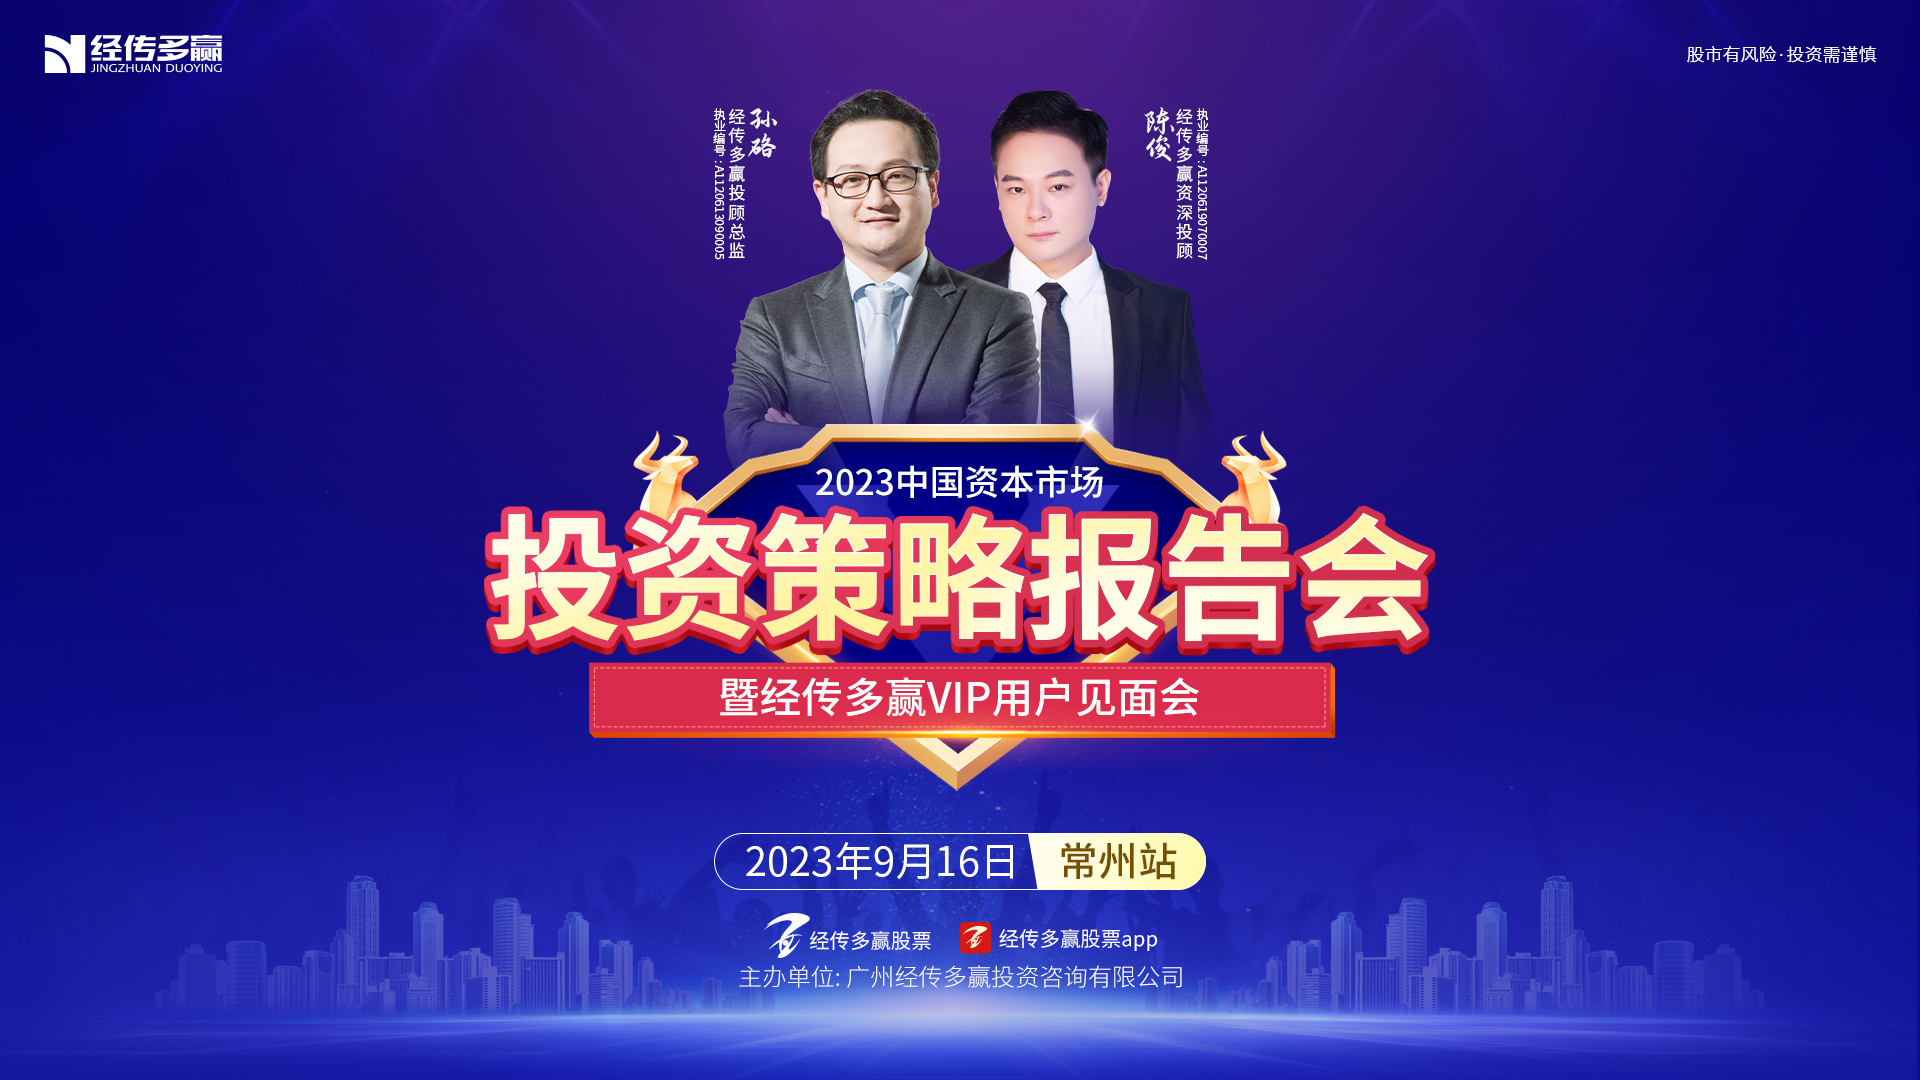 经传多赢
JINGZHUAN DUOYING
股市有风险·投资需谨慎
孙硌
经传多赢投顾总监
执业编号:A1120613090005
陈俊
经传多赢资深投顾
执业编号:A1120619070007
2023中国资本市场
投资策略报告会
暨经传多赢VIP用户见面会
2023年9月16日
常州站
经传多赢股票
经传多赢股票app
主办单位: 广州经传多赢投资咨询有限公司